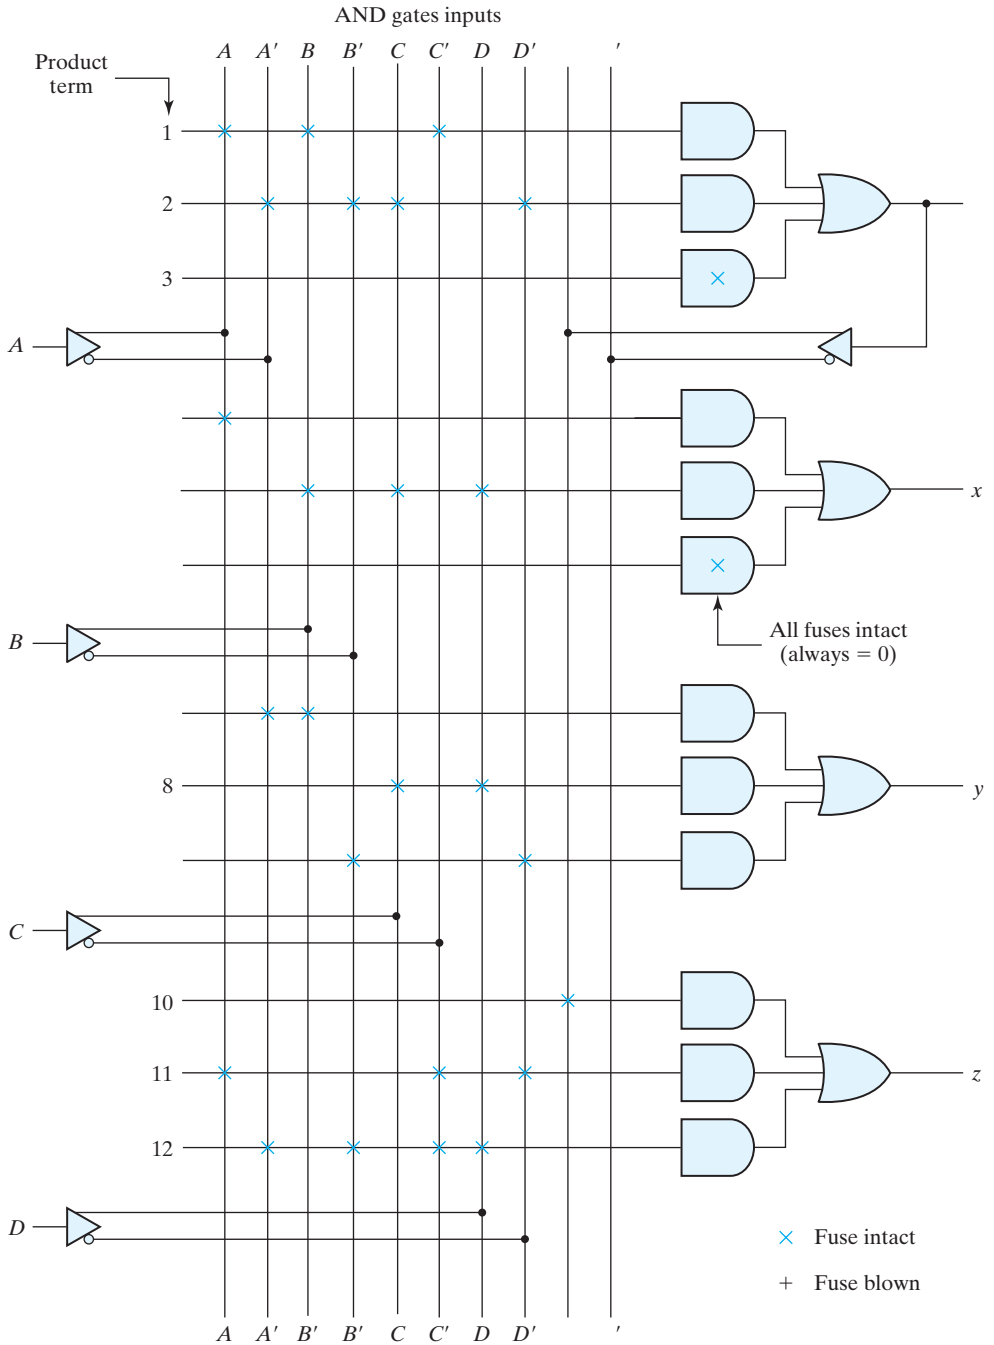 AND gates inputs
A A′ B B′ C C′ D D′ ′
Product
term
1
2
3
A
x
B
All fuses intact
(always = 0)
8
y
C
10
11
z
12
D
× Fuse intact
+ Fuse blown
A A′ B′ B′ C C′ D D′ ′